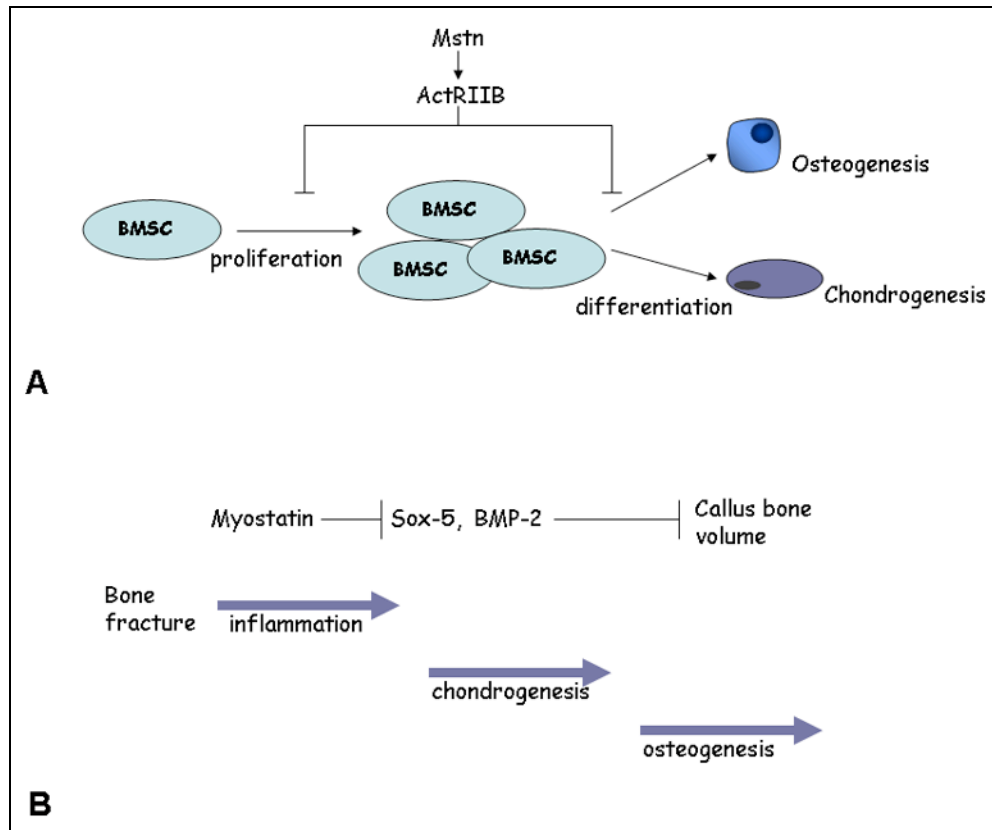 Mstn
ActRIIB
Osteogenesis
BMSC
BMSC
BMSC
BMSC
proliferation
differentiation
Chondrogenesis
A
Myostatin
Sox-5, BMP-2
Callus bone
volume
Bone
fracture
inflammation
chondrogenesis
osteogenesis
B